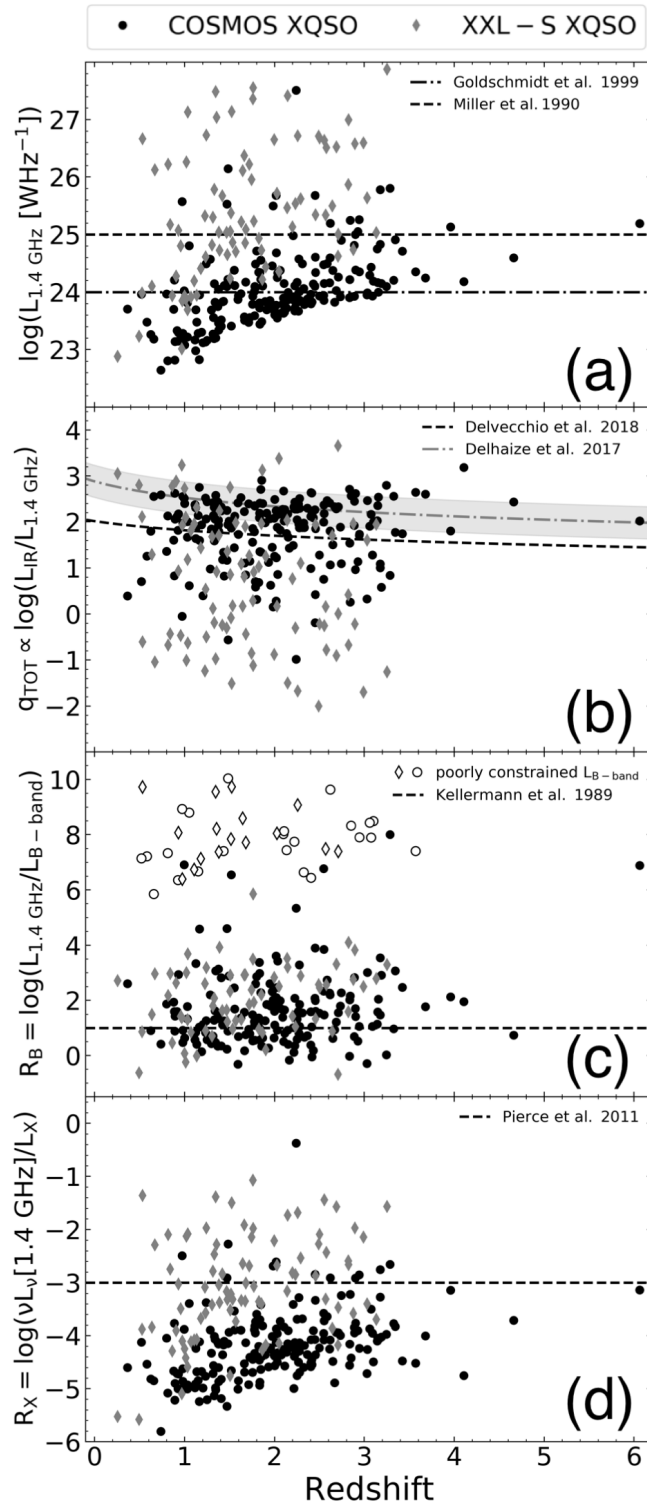 COSMOS XQSO XXL – S XQSO
Goldschmidt et al. 1999
Miller et al. 1990
log(L1.4 GHz [WHz−1])
27
26
25
24
23
(a)
Delvecchio et al. 2018
Delhaize et al. 2017
qTOT ∝ log(LIR/L1.4 GHz)
4
3
2
1
0
−1
−2
(b)
poorly constrained LB−band
Kellermann et al. 1989
RB = log(L1.4 GHz/LB−band)
10
8
6
4
2
0
(c)
Pierce et al. 2011
RX = log(νLν[1.4 GHz]/LX)
0
−1
−2
−3
−4
−5
−6
(d)
0 1 2 3 4 5 6
Redshift